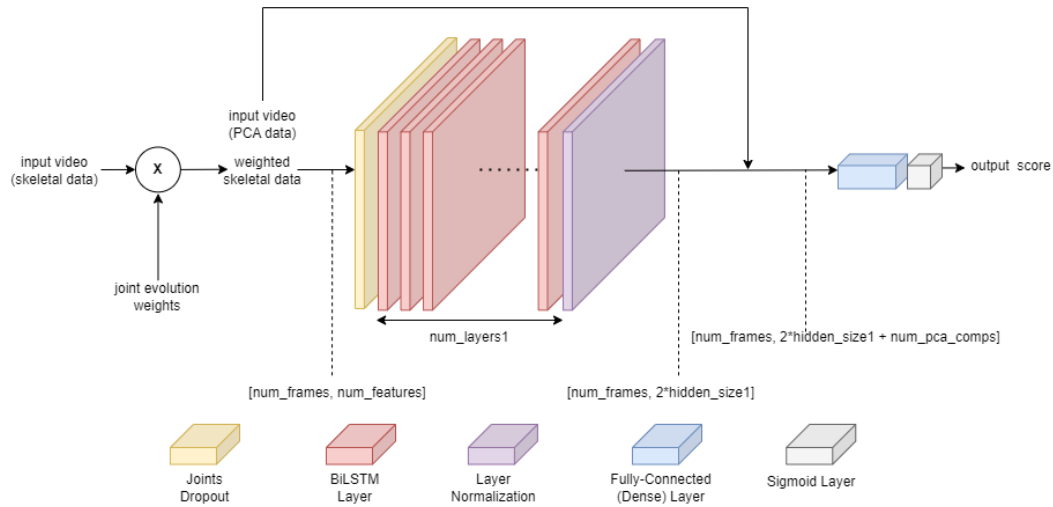 input video
(PCA data)
input video
(skeletal data)
X
weighted
skeletal data
output score
joint evolution
weights
num_layers1
[num_frames, 2*hidden_size1 + num_pca_comps]
[num_frames, num_features]
[num_frames, 2*hidden_size1]
Joints
Dropout
BiLSTM
Layer
Layer
Normalization
Fully-Connected
(Dense) Layer
Sigmoid Layer